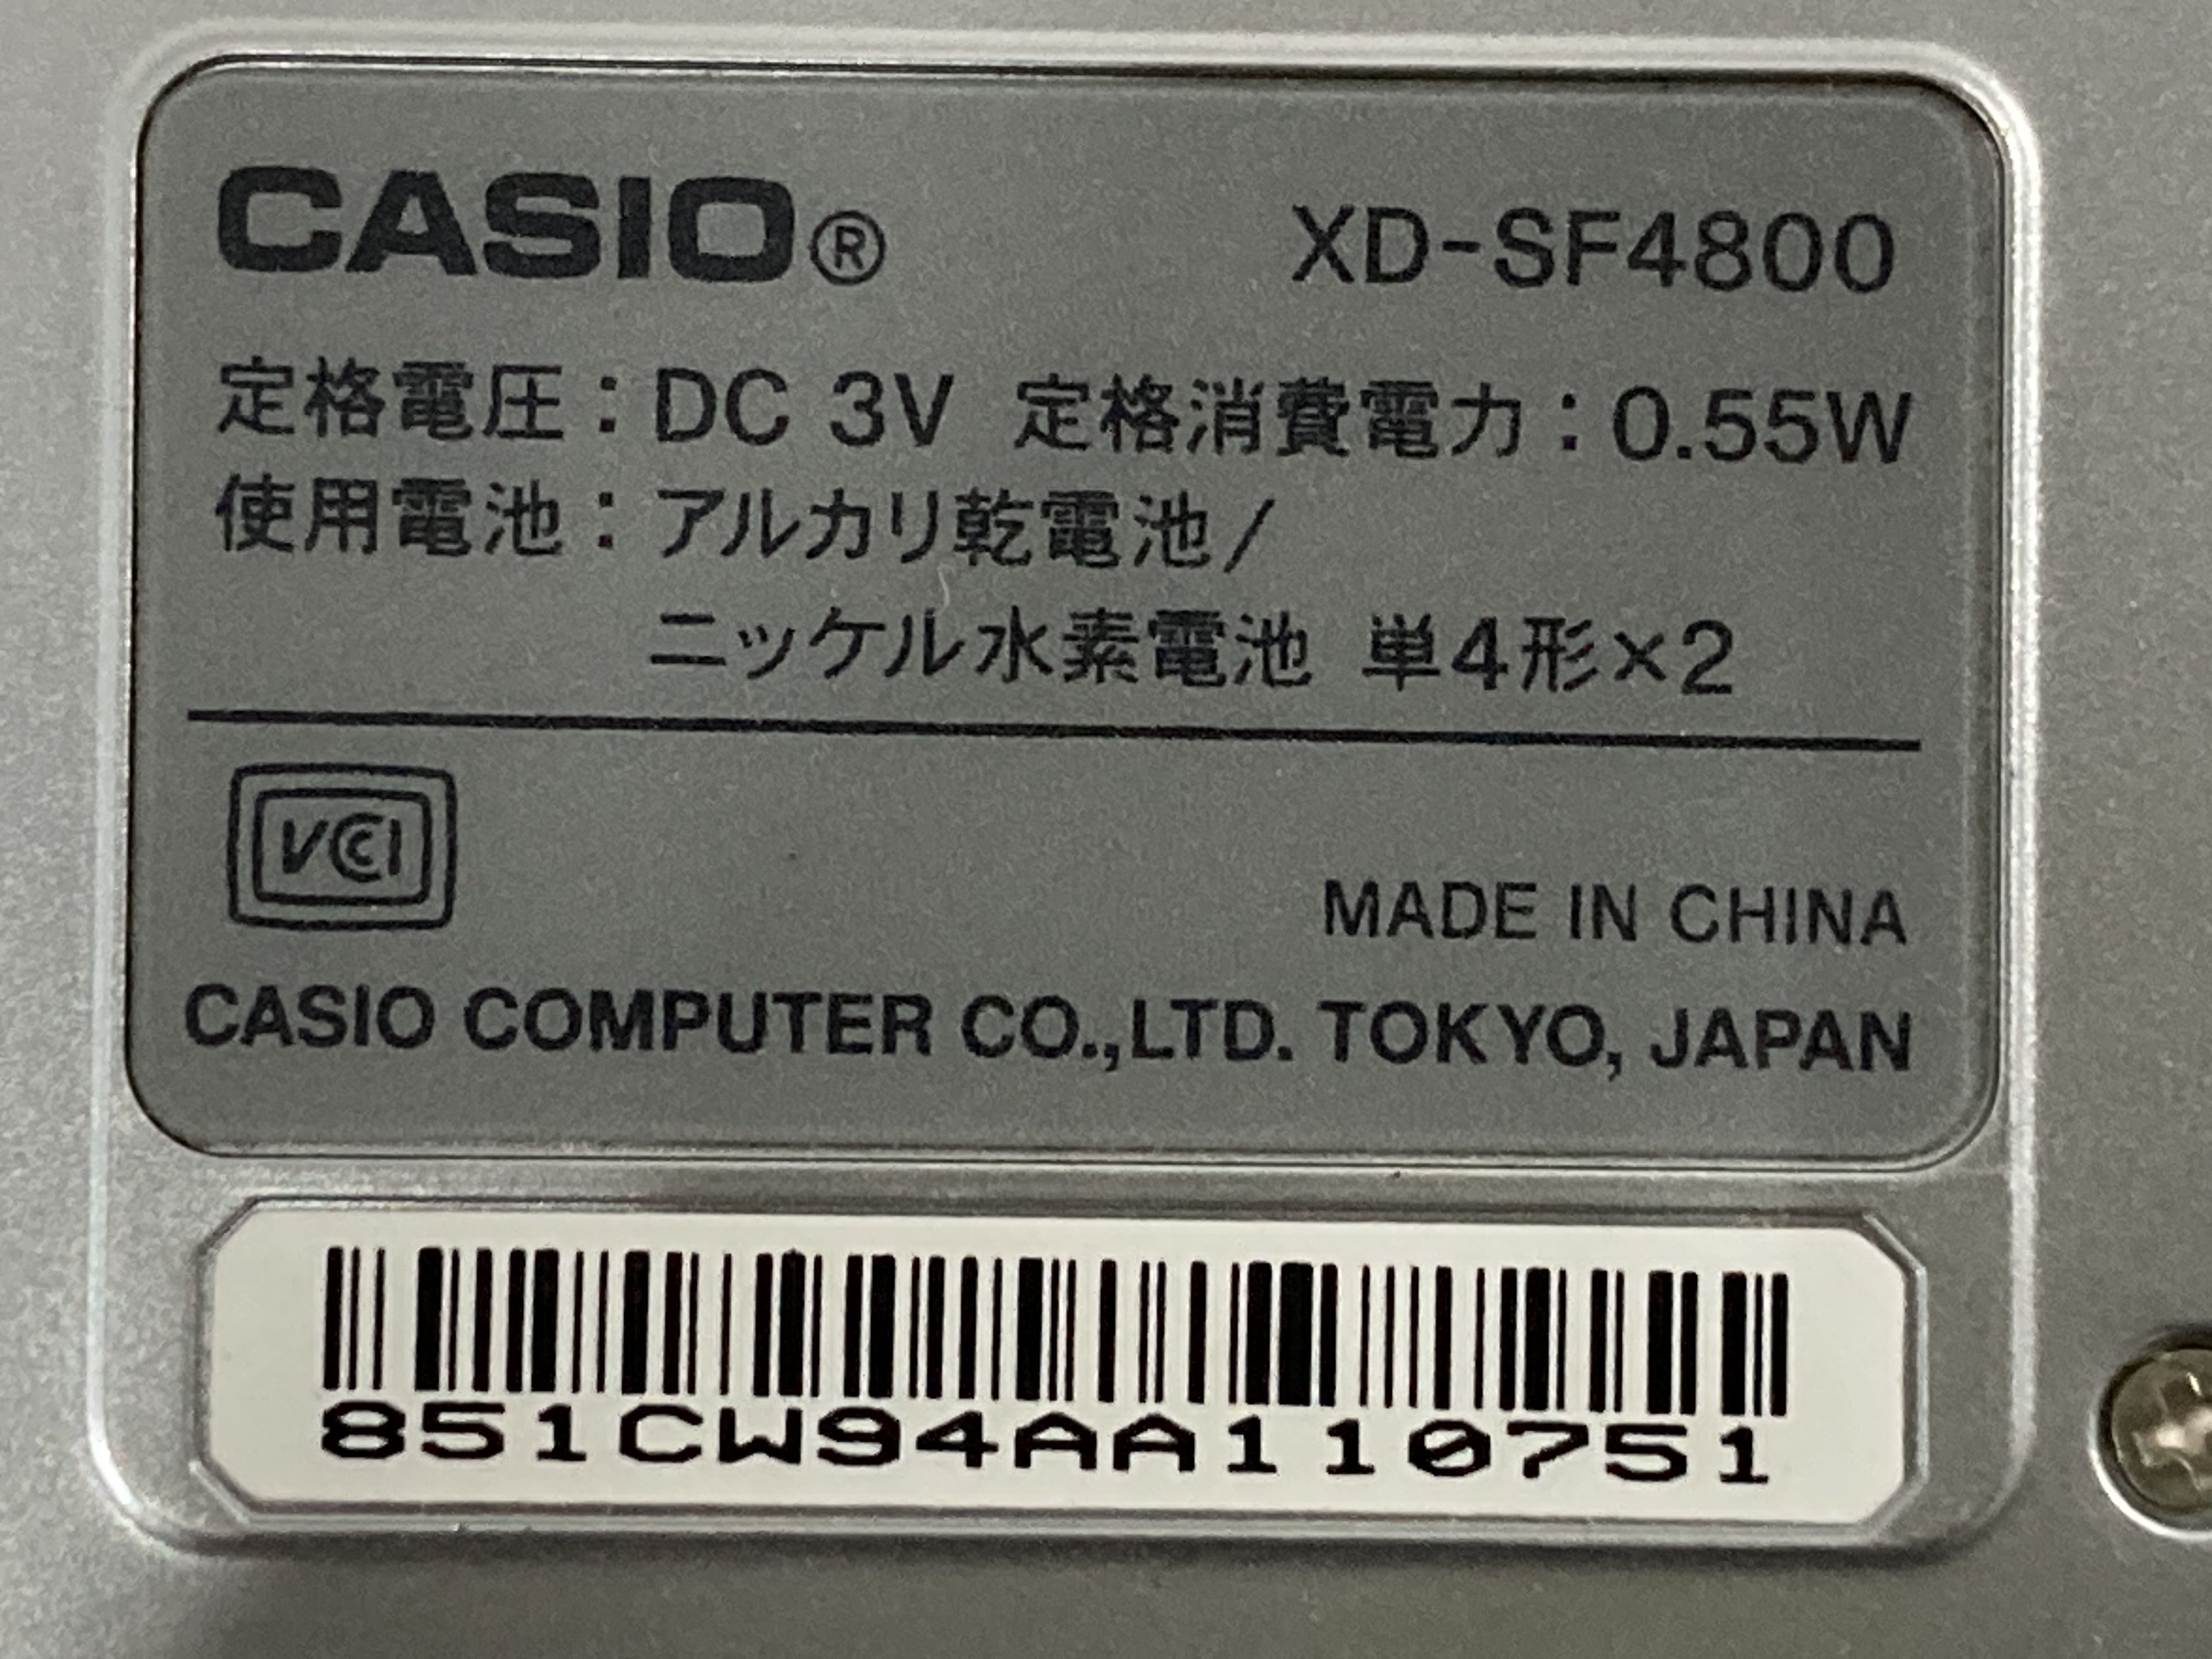 CASIO® XD-SF4800
定格電圧：DC 3V 定格消費電力：0.55W
使用電池：アルカリ乾電池/
ニッケル水素電池 単4形×2
VCCI
MADE IN CHINA
CASIO COMPUTER CO.,LTD. TOKYO, JAPAN
851CW94AA110751